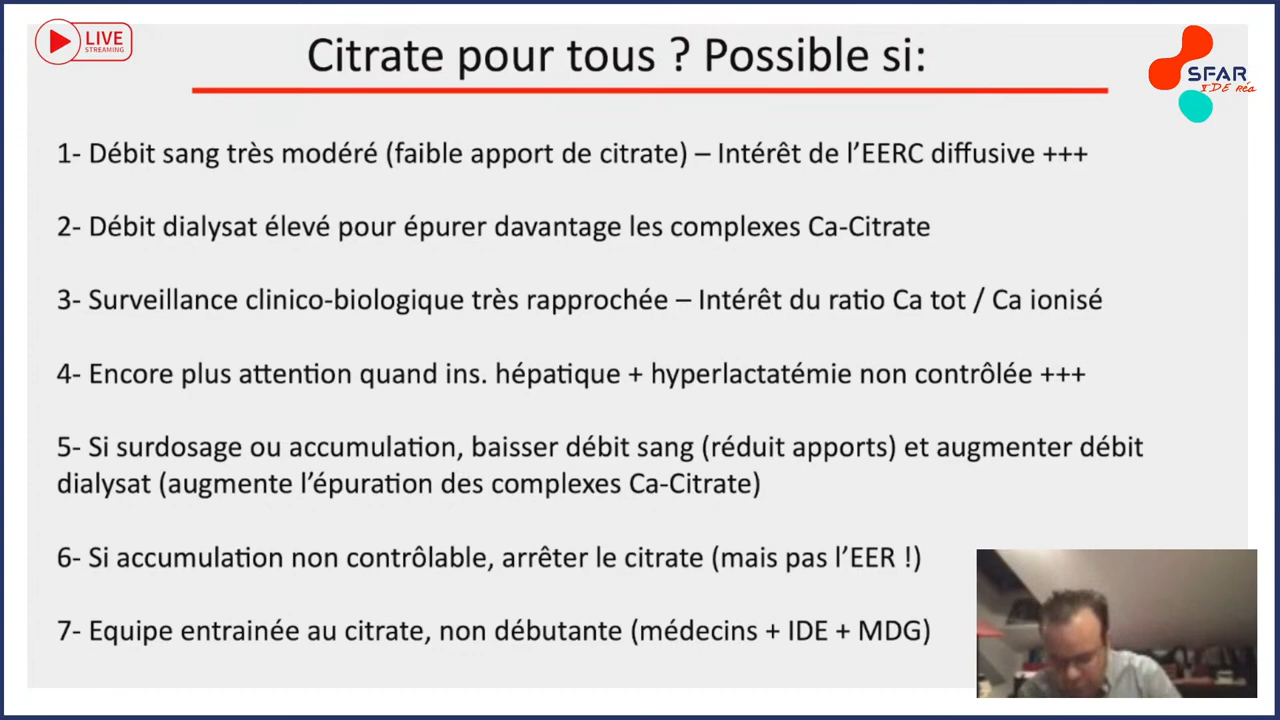 LIVE
STREAMING
Citrate pour tous ? Possible si:
SFAR
IDE Réa
1- Débit sang très modéré (faible apport de citrate) – Intérêt de l’EERC diffusive +++
2- Débit dialysat élevé pour épurer davantage les complexes Ca-Citrate
3- Surveillance clinico-biologique très rapprochée – Intérêt du ratio Ca tot / Ca ionisé
4- Encore plus attention quand ins. hépatique + hyperlactatémie non contrôlée +++
5- Si surdosage ou accumulation, baisser débit sang (réduit apports) et augmenter débit
dialysat (augmente l’épuration des complexes Ca-Citrate)
6- Si accumulation non contrôlable, arrêter le citrate (mais pas l’EER !)
7- Equipe entrainée au citrate, non débutante (médecins + IDE + MDG)